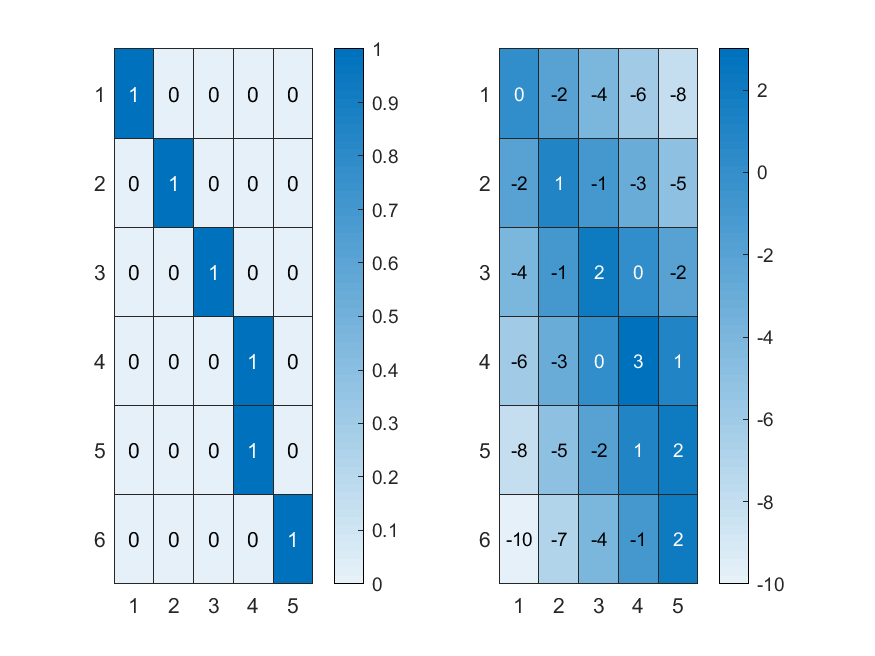 1 1 0 0 0 0
2 0 1 0 0 0
3 0 0 1 0 0
4 0 0 0 1 0
5 0 0 0 1 0
6 0 0 0 0 1
1 2 3 4 5
1
0.9
0.8
0.7
0.6
0.5
0.4
0.3
0.2
0.1
0
1 0 -2 -4 -6 -8
2 -2 1 -1 -3 -5
3 -4 -1 2 0 -2
4 -6 -3 0 3 1
5 -8 -5 -2 1 2
6 -10 -7 -4 -1 2
1 2 3 4 5
2
0
-2
-4
-6
-8
-10